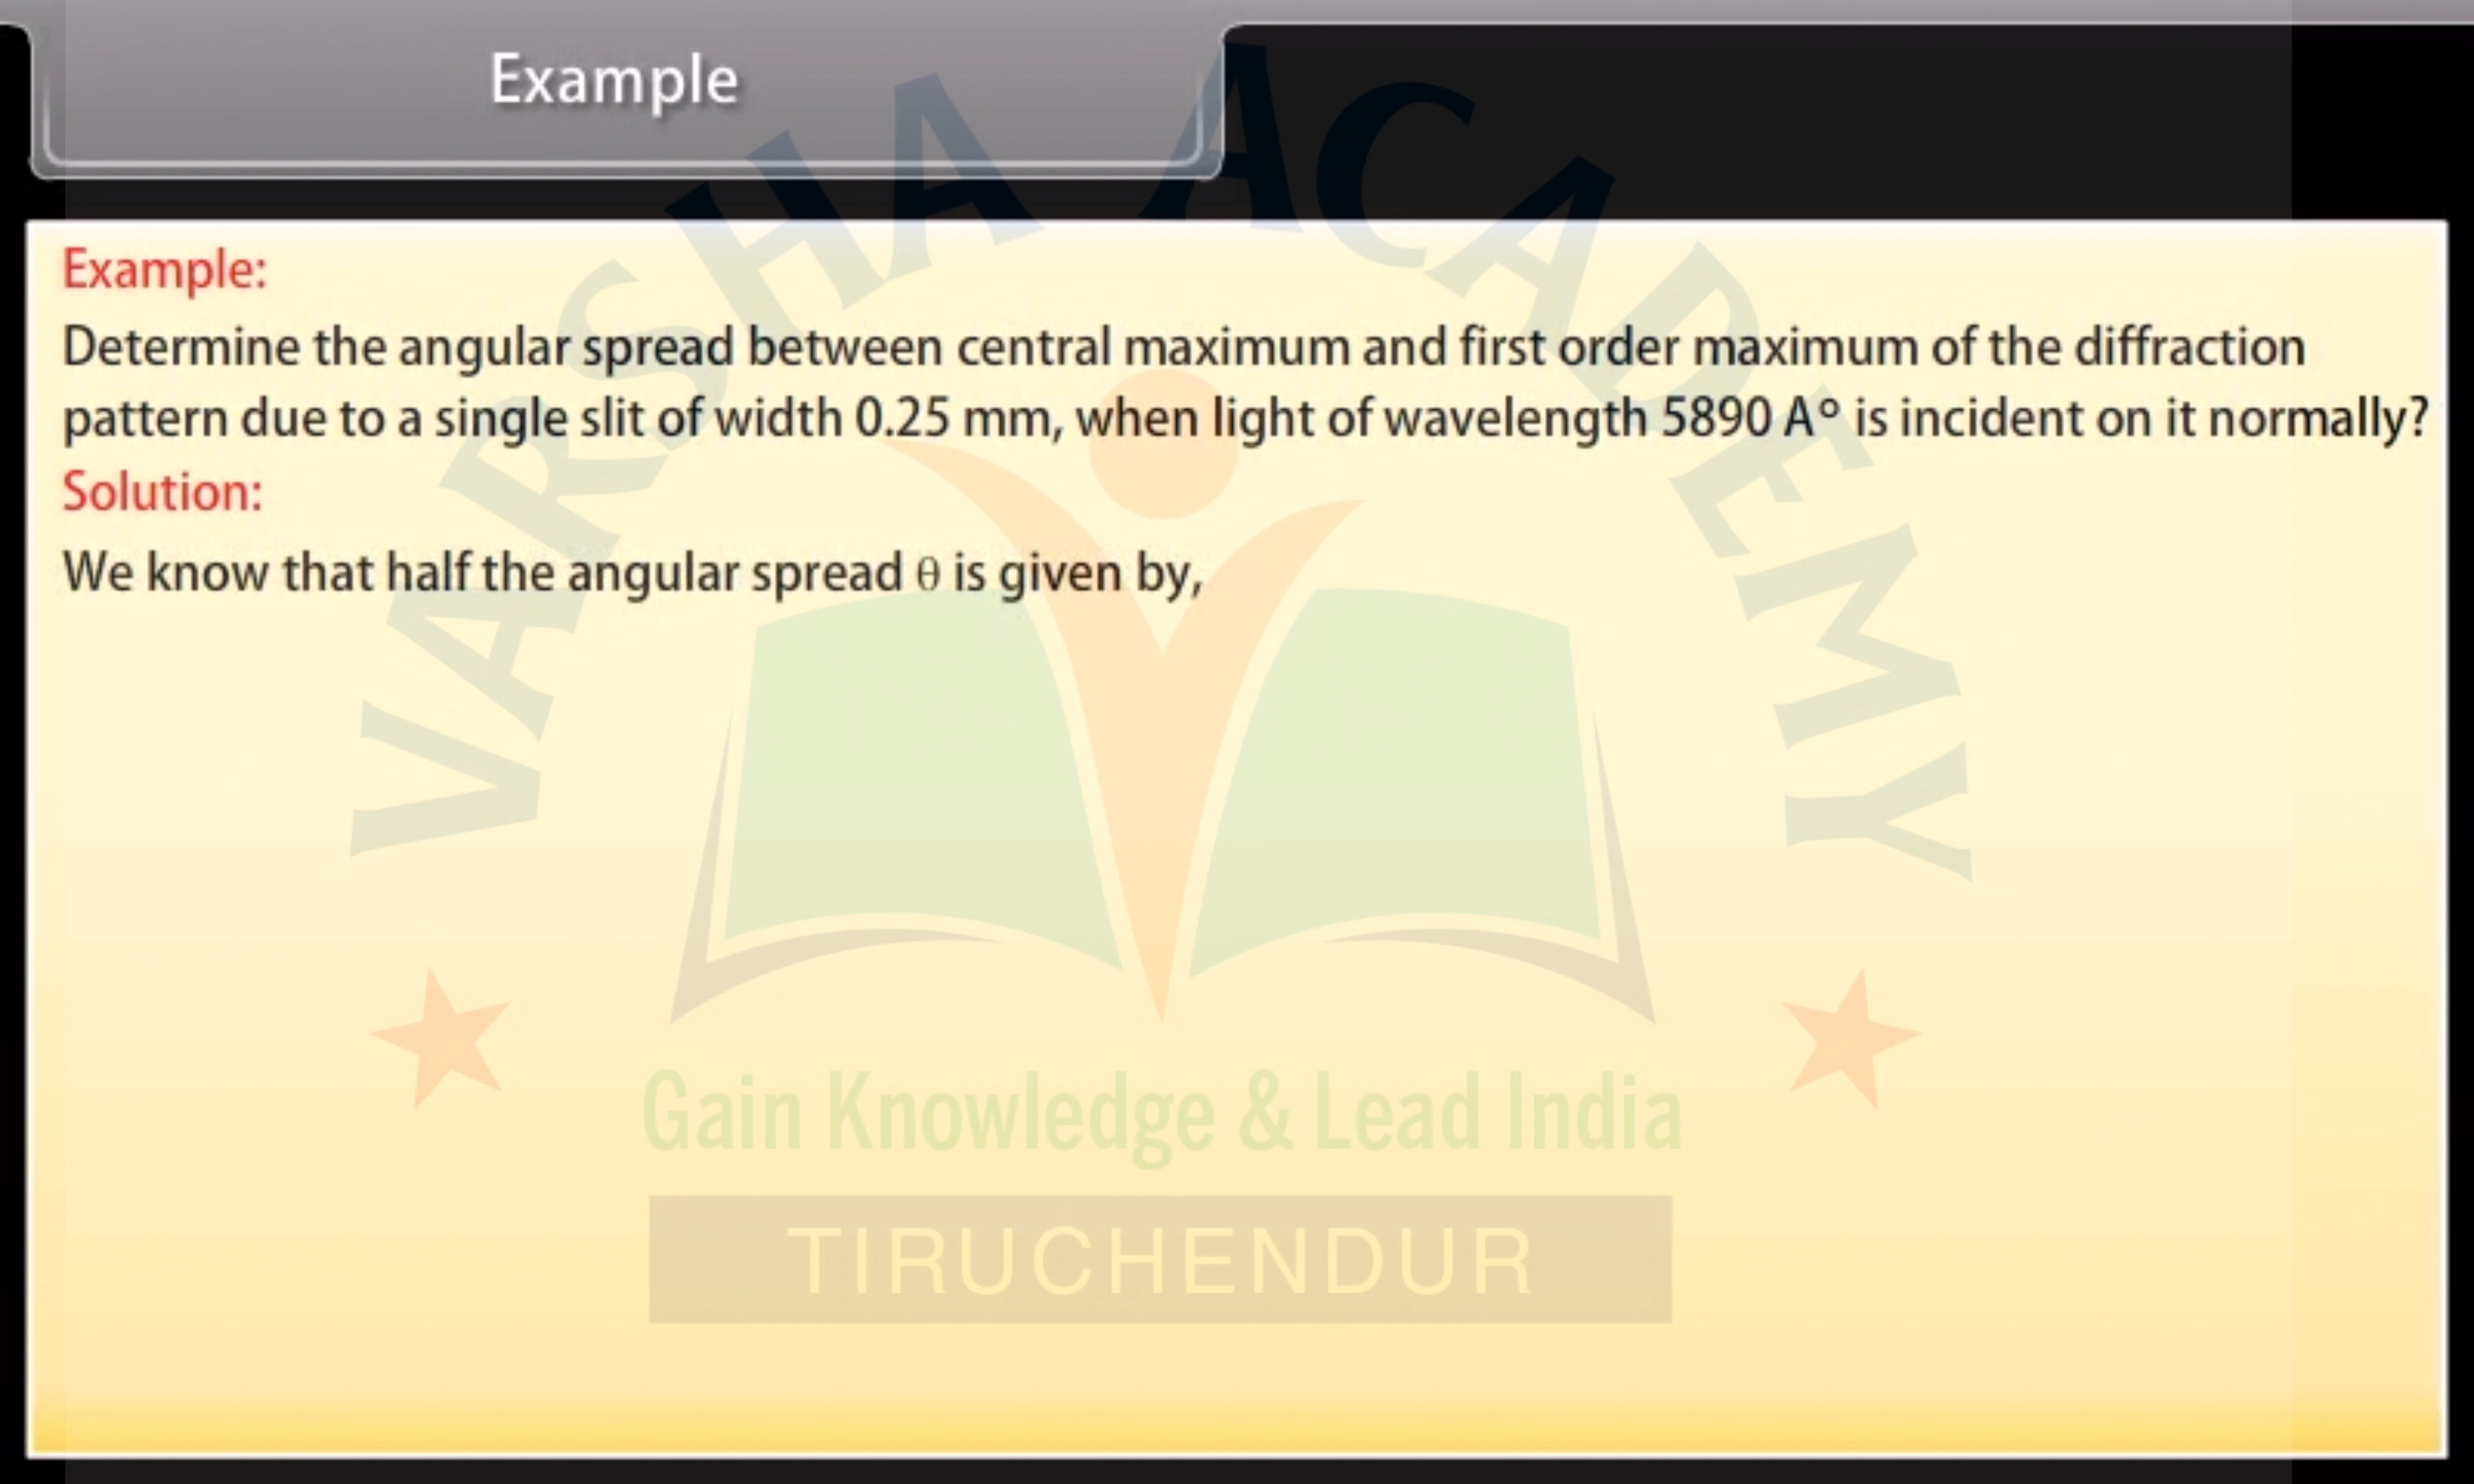 Example
Example:
Determine the angular spread between central maximum and first order maximum of the diffraction
pattern due to a single slit of width 0.25 mm, when light of wavelength 5890 A° is incident on it normally?
Solution:
We know that half the angular spread θ is given by,
VARSHA ACADEMY
Gain Knowledge & Lead India
TIRUCHENDUR